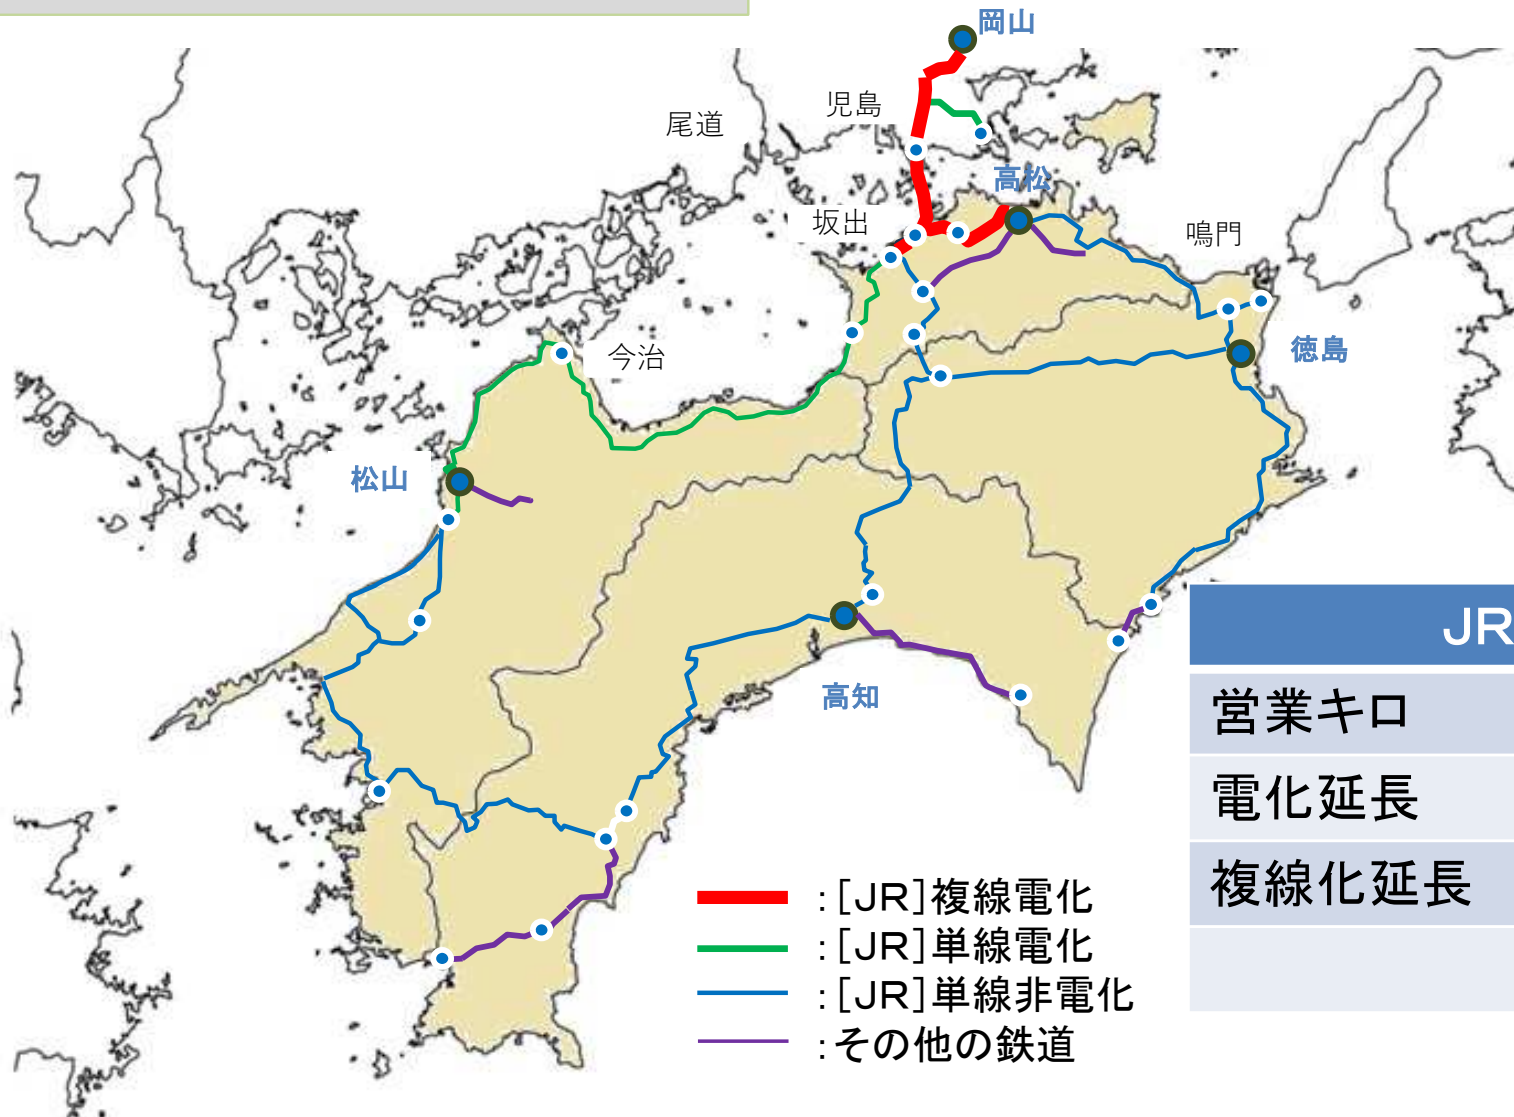 岡山
児島
尾道
高松
坂出
鳴門
徳島
今治
松山
高知
JR
営業キロ
電化延長
複線化延長
：[JR]複線電化
：[JR]単線電化
：[JR]単線非電化
：その他の鉄道